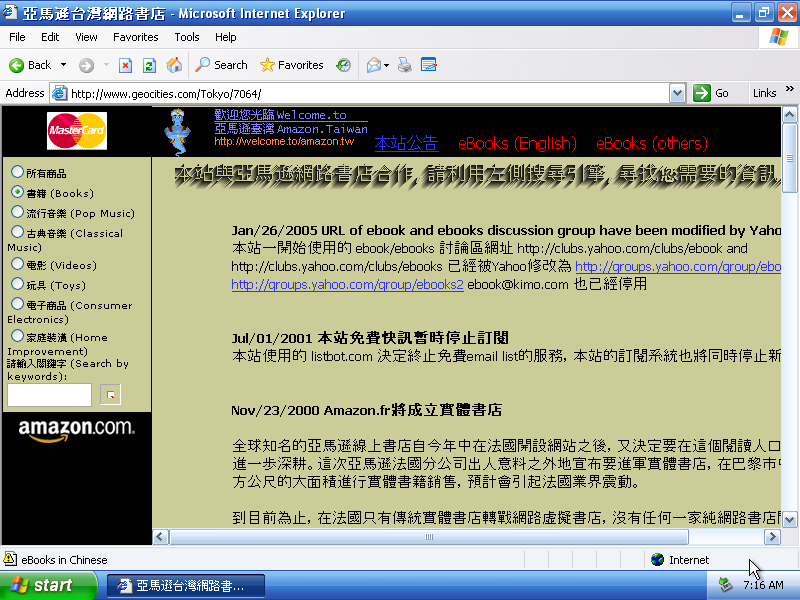 亞馬遜台灣網路書店 - Microsoft Internet Explorer
File Edit View Favorites Tools Help
Back Search Favorites
Address http://www.geocities.com/Tokyo/7064/ Go Links
MasterCard
歡迎您光臨 Welcome.to
亞馬遜臺灣 Amazon.Taiwan
http://welcome.to/amazon.tw
本站公告 eBooks (English) eBooks (others)
所有商品
書籍 (Books)
流行音樂 (Pop Music)
古典音樂 (Classical
Music)
電影 (Videos)
玩具 (Toys)
電子商品 (Consumer
Electronics)
家庭裝潢 (Home
Improvement)
請輸入關鍵字 (Search by
keywords):
amazon.com.
本站與亞馬遜網路書店合作, 請利用左側搜尋引擎, 尋找您需要的資訊,
Jan/26/2005 URL of ebook and ebooks discussion group have been modified by Yaho
本站一開始使用的 ebook/ebooks 討論區網址 http://clubs.yahoo.com/clubs/ebook and
http://clubs.yahoo.com/clubs/ebooks 已經被Yahoo修改為 http://groups.yahoo.com/group/ebo
http://groups.yahoo.com/group/ebooks2 ebook@kimo.com 也已經停用
Jul/01/2001 本站免費快訊暫時停止訂閱
本站使用的 listbot.com 決定終止免費email list的服務, 本站的訂閱系統也將同時停止新
Nov/23/2000 Amazon.fr將成立實體書店
全球知名的亞馬遜線上書店自今年中在法國開設網站之後, 又決定要在這個閱讀人口
進一步深耕。這次亞馬遜法國分公司出人意料之外地宣布要進軍實體書店, 在巴黎市中
方公尺的大面積進行實體書籍銷售, 預計會引起法國業界震動。
到目前為止, 在法國只有傳統實體書店轉戰網路虛擬書店, 沒有任何一家純網路書店
eBooks in Chinese Internet
start 亞馬遜台灣網路書... 7:16 AM